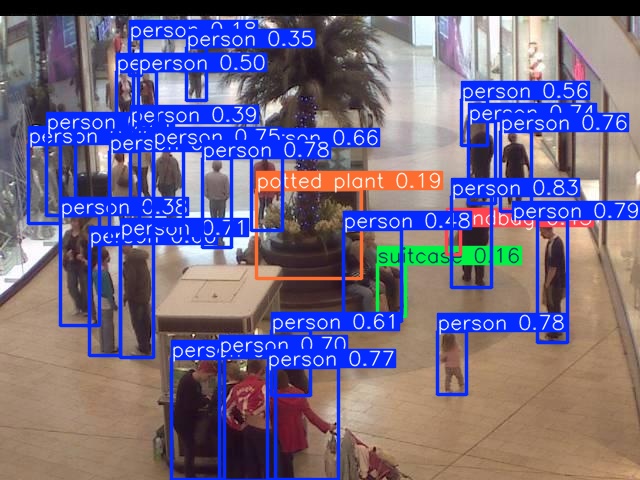 person 0.18
person 0.35
person 0.50
person 0.56
person 0.39
0.74
person 0.76
person 0.75
person 0.66
person 0.78
potted plant 0.19
person 0.83
person 0.38
person 0.48
person 0.79
person 0.71
suitcase 0.16
person 0.61
person 0.78
person 0.70
person 0.77